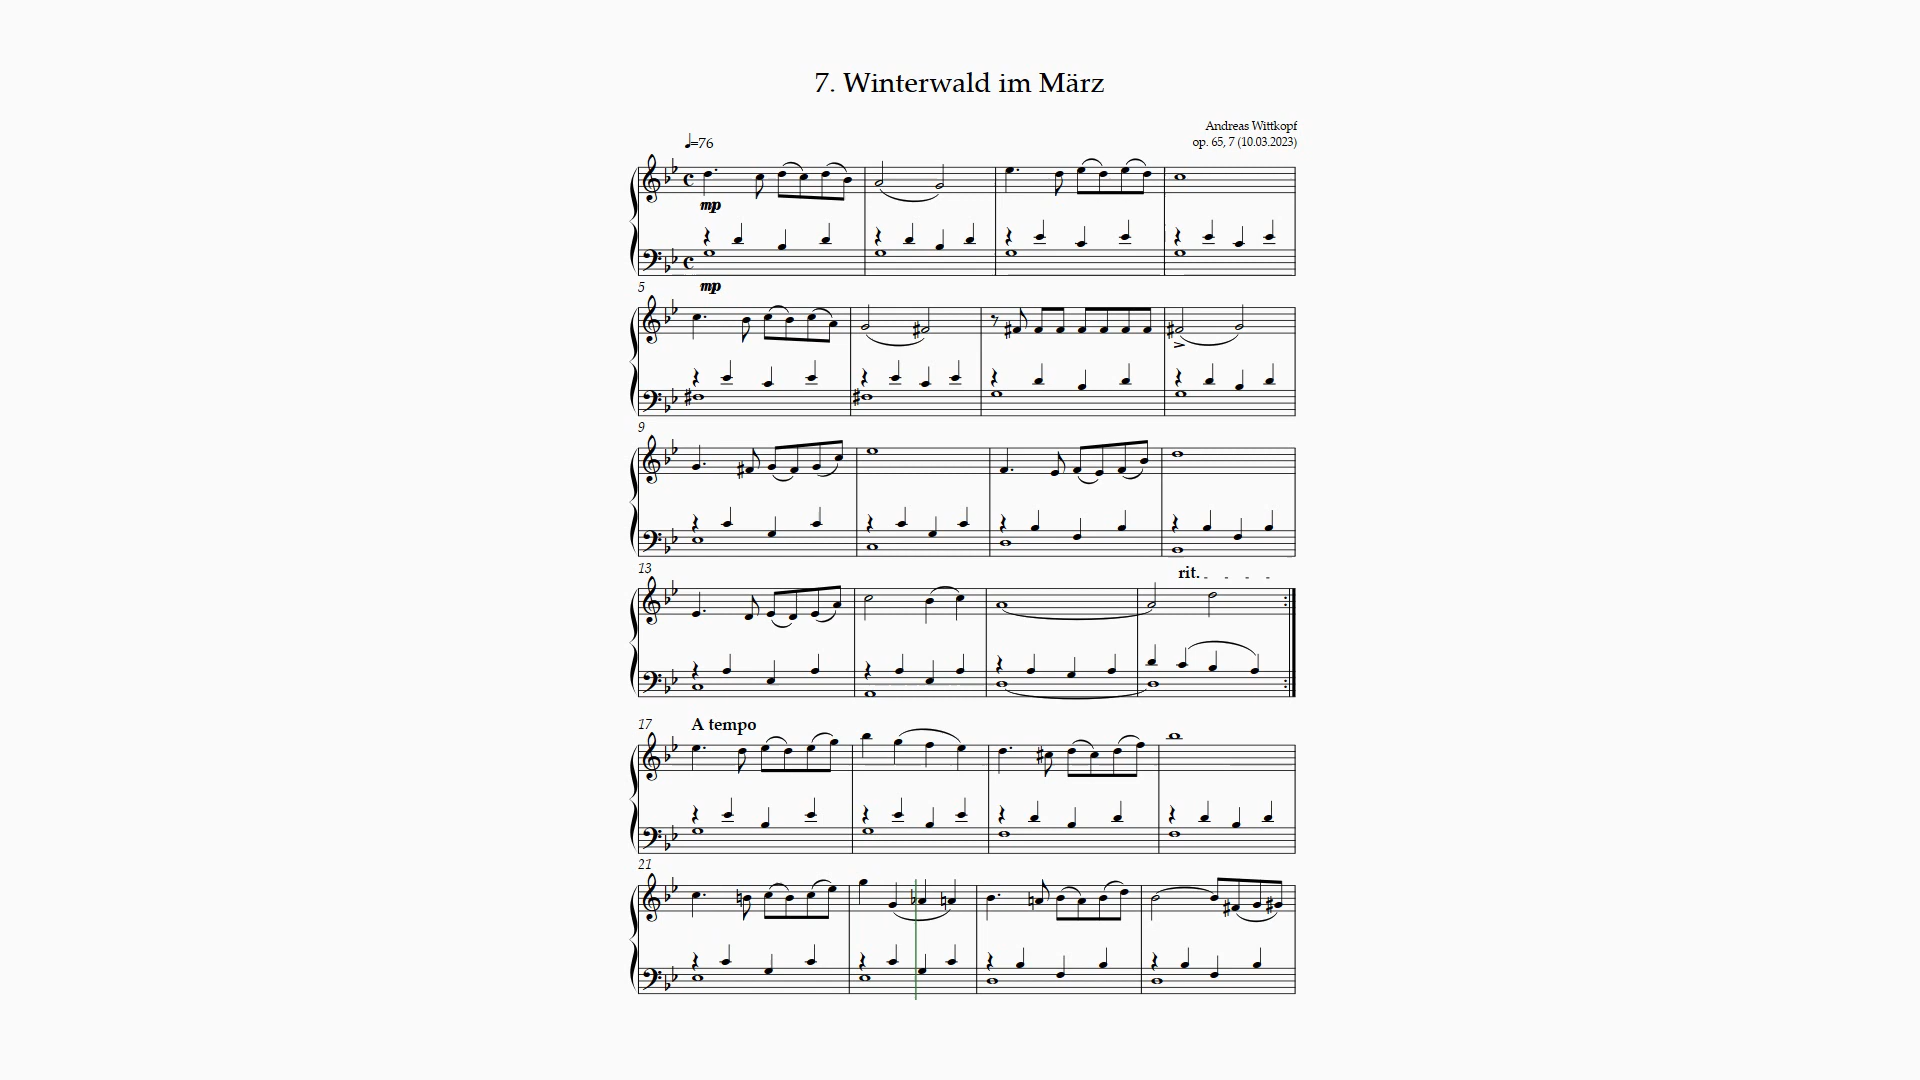 7. Winterwald im März
Andreas Wittkopf
♩=76
op. 65, 7 (10.03.2023)
mp
mp
5
9
13
rit.
17
A tempo
21